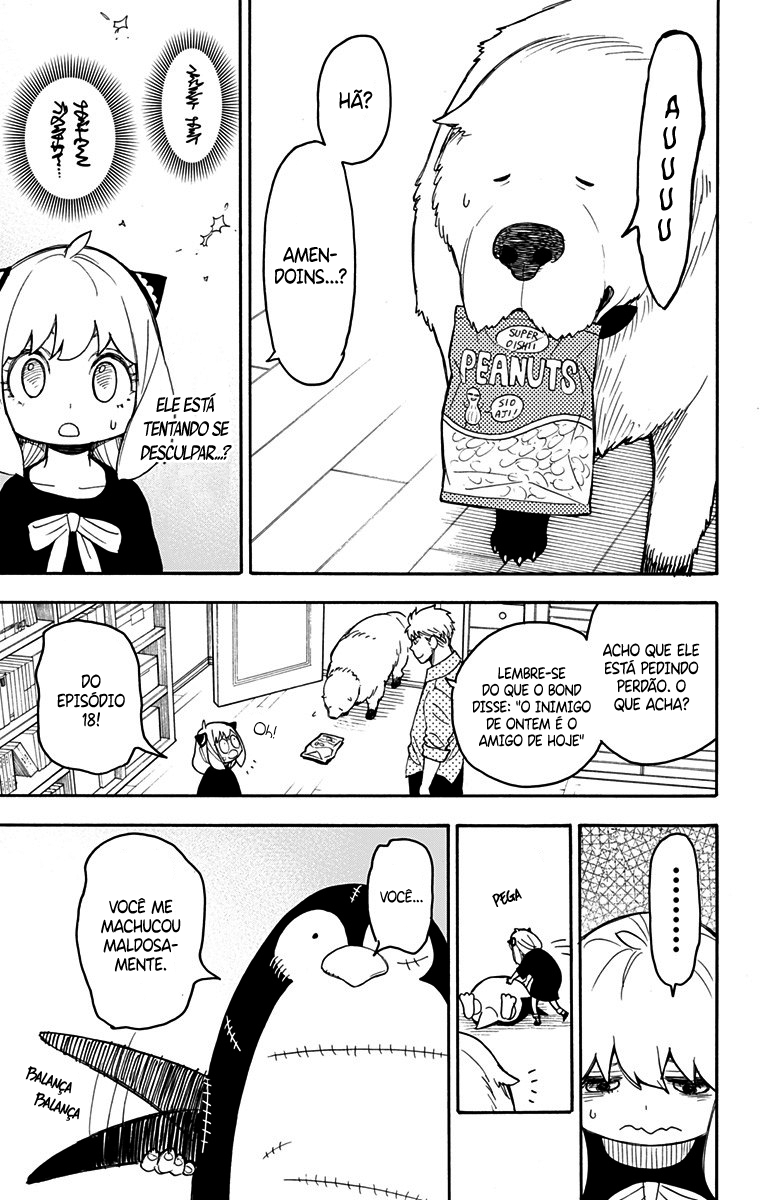 AUUUU
HÃ?
AMEN-
DOINS...?
SUPER
OISHI!
PEANUTS
SIO
AJI!
ELE ESTÁ
TENTANDO SE
DESCULPAR...?
ACHO QUE ELE
ESTÁ PEDINDO
PERDÃO. O
QUE ACHA?
LEMBRE-SE
DO QUE O BOND
DISSE: "O INIMIGO
DE ONTEM É O
AMIGO DE HOJE"
Oh!
DO
EPISÓDIO
18!
.........
PEGA
VOCÊ...
VOCÊ ME
MACHUCOU
MALDOSA-
MENTE.
BALANÇA
BALANÇA